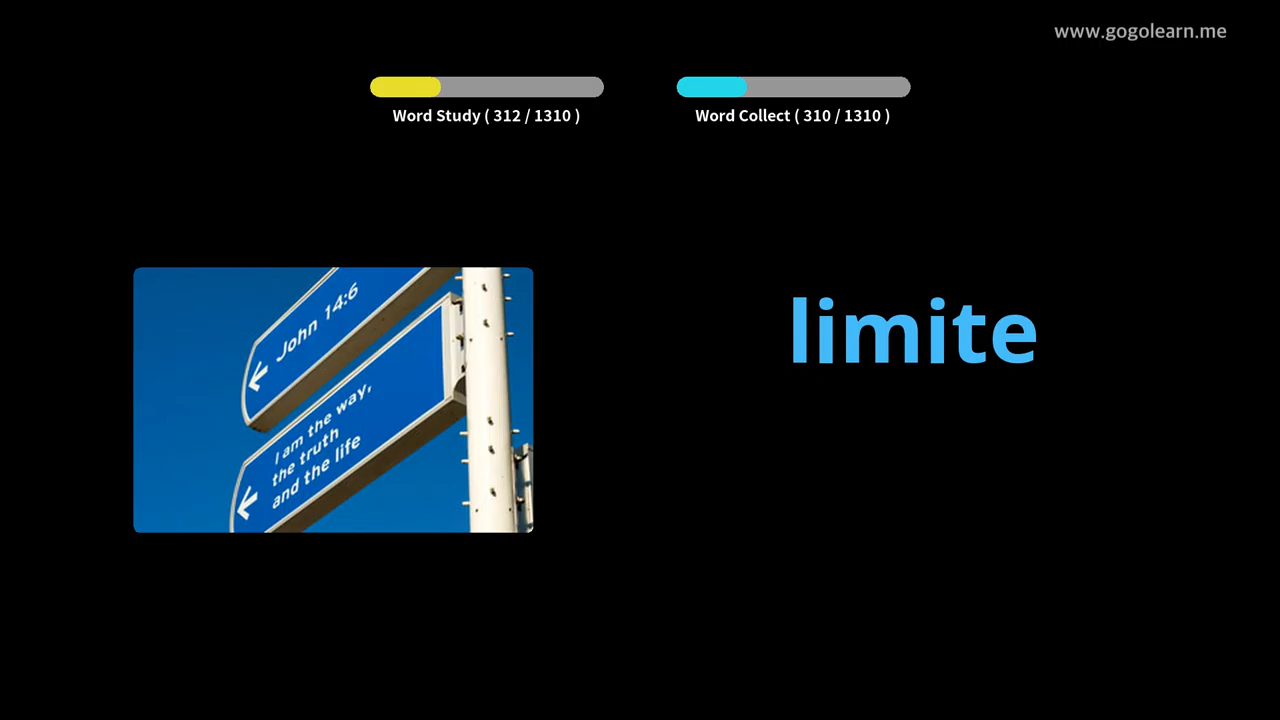 www.gogolearn.me
Word Study ( 312 / 1310 )
Word Collect ( 310 / 1310 )
John 14:6
I am the way,
the truth
and the life
limite